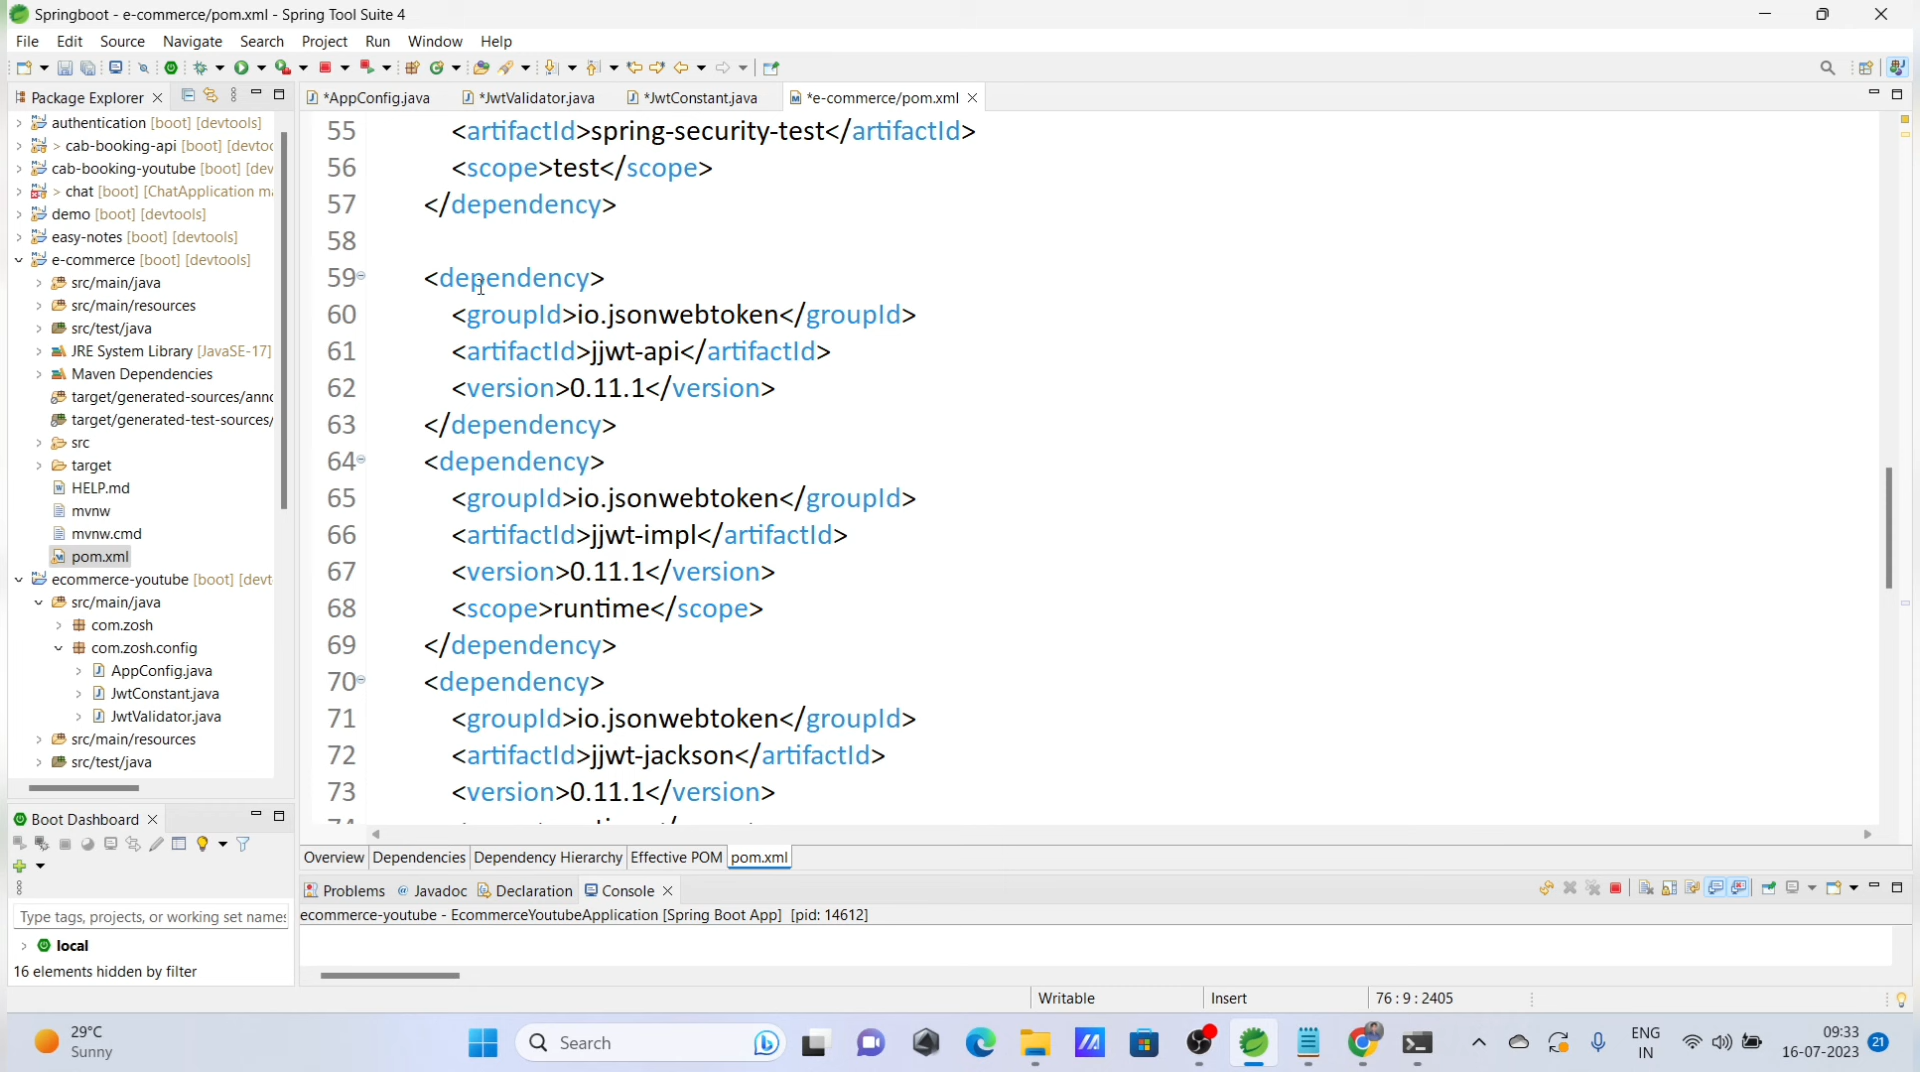 Springboot - e-commerce/pom.xml - Spring Tool Suite 4
File Edit Source Navigate Search Project Run Window Help
Package Explorer
*AppConfig.java *JwtValidator.java *JwtConstant.java *e-commerce/pom.xml
authentication [boot] [devtools]
> cab-booking-api [boot] [devtoo
cab-booking-youtube [boot] [dev
> chat [boot] [ChatApplication ma
demo [boot] [devtools]
easy-notes [boot] [devtools]
e-commerce [boot] [devtools]
src/main/java
src/main/resources
src/test/java
JRE System Library [JavaSE-17]
Maven Dependencies
target/generated-sources/anno
target/generated-test-sources/
src
target
HELP.md
mvnw
mvnw.cmd
pom.xml
ecommerce-youtube [boot] [devt
src/main/java
com.zosh
com.zosh.config
AppConfig.java
JwtConstant.java
JwtValidator.java
src/main/resources
src/test/java
55 <artifactId>spring-security-test</artifactId>
56 <scope>test</scope>
57 </dependency>
58
59 <dependency>
60 <groupId>io.jsonwebtoken</groupId>
61 <artifactId>jjwt-api</artifactId>
62 <version>0.11.1</version>
63 </dependency>
64 <dependency>
65 <groupId>io.jsonwebtoken</groupId>
66 <artifactId>jjwt-impl</artifactId>
67 <version>0.11.1</version>
68 <scope>runtime</scope>
69 </dependency>
70 <dependency>
71 <groupId>io.jsonwebtoken</groupId>
72 <artifactId>jjwt-jackson</artifactId>
73 <version>0.11.1</version>
Overview Dependencies Dependency Hierarchy Effective POM pom.xml
Boot Dashboard
Type tags, projects, or working set names
local
16 elements hidden by filter
Problems Javadoc Declaration Console
ecommerce-youtube - EcommerceYoutubeApplication [Spring Boot App] [pid: 14612]
Writable Insert 76 : 9 : 2405
29°C
Sunny
Search
ENG
IN
09:33
16-07-2023
21